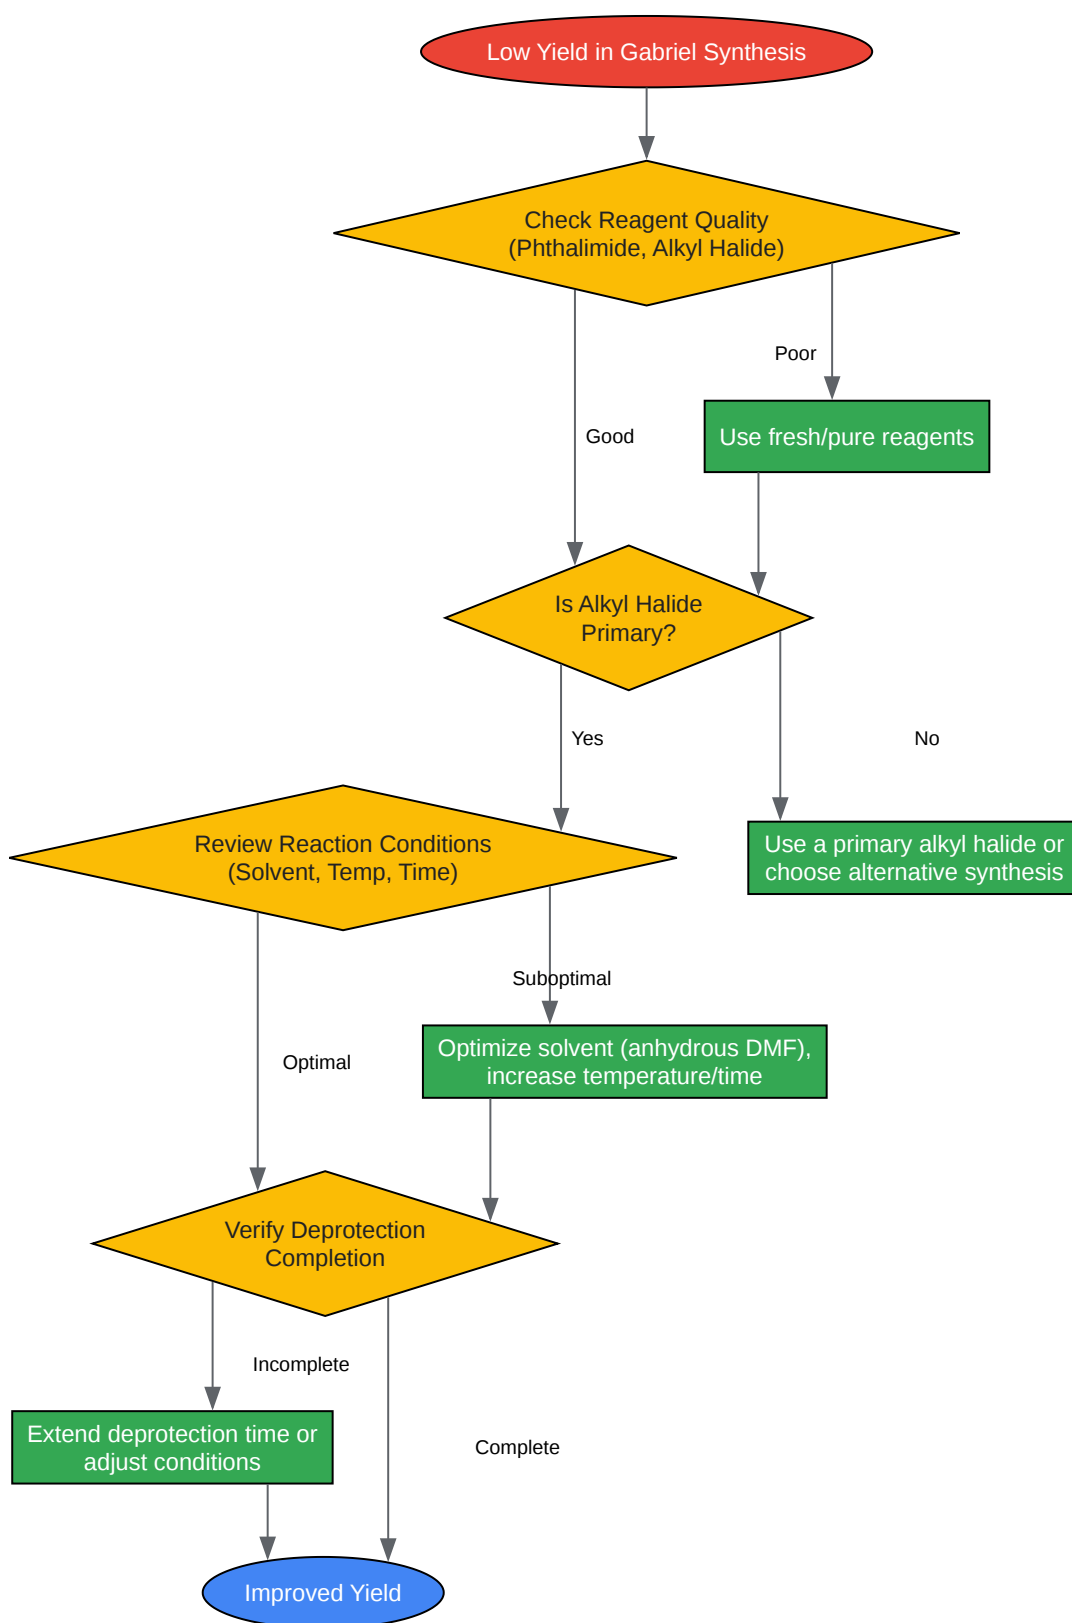 Low Yield in Gabriel Synthesis
Check Reagent Quality
(Phthalimide, Alkyl Halide)
Poor
Good
Use fresh/pure reagents
Is Alkyl Halide
Primary?
Yes
No
Review Reaction Conditions
(Solvent, Temp, Time)
Use a primary alkyl halide or
choose alternative synthesis
Suboptimal
Optimal
Optimize solvent (anhydrous DMF),
increase temperature/time
Verify Deprotection
Completion
Incomplete
Complete
Extend deprotection time or
adjust conditions
Improved Yield